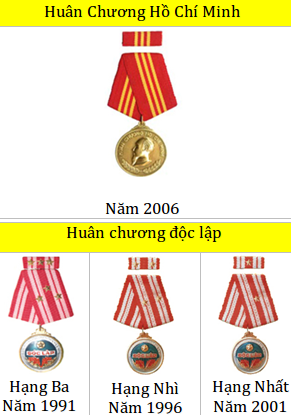 Huân Chương Hồ Chí Minh
Năm 2006
Huân chương độc lập
Hạng Ba
Năm 1991
Hạng Nhì
Năm 1996
Hạng Nhất
Năm 2001